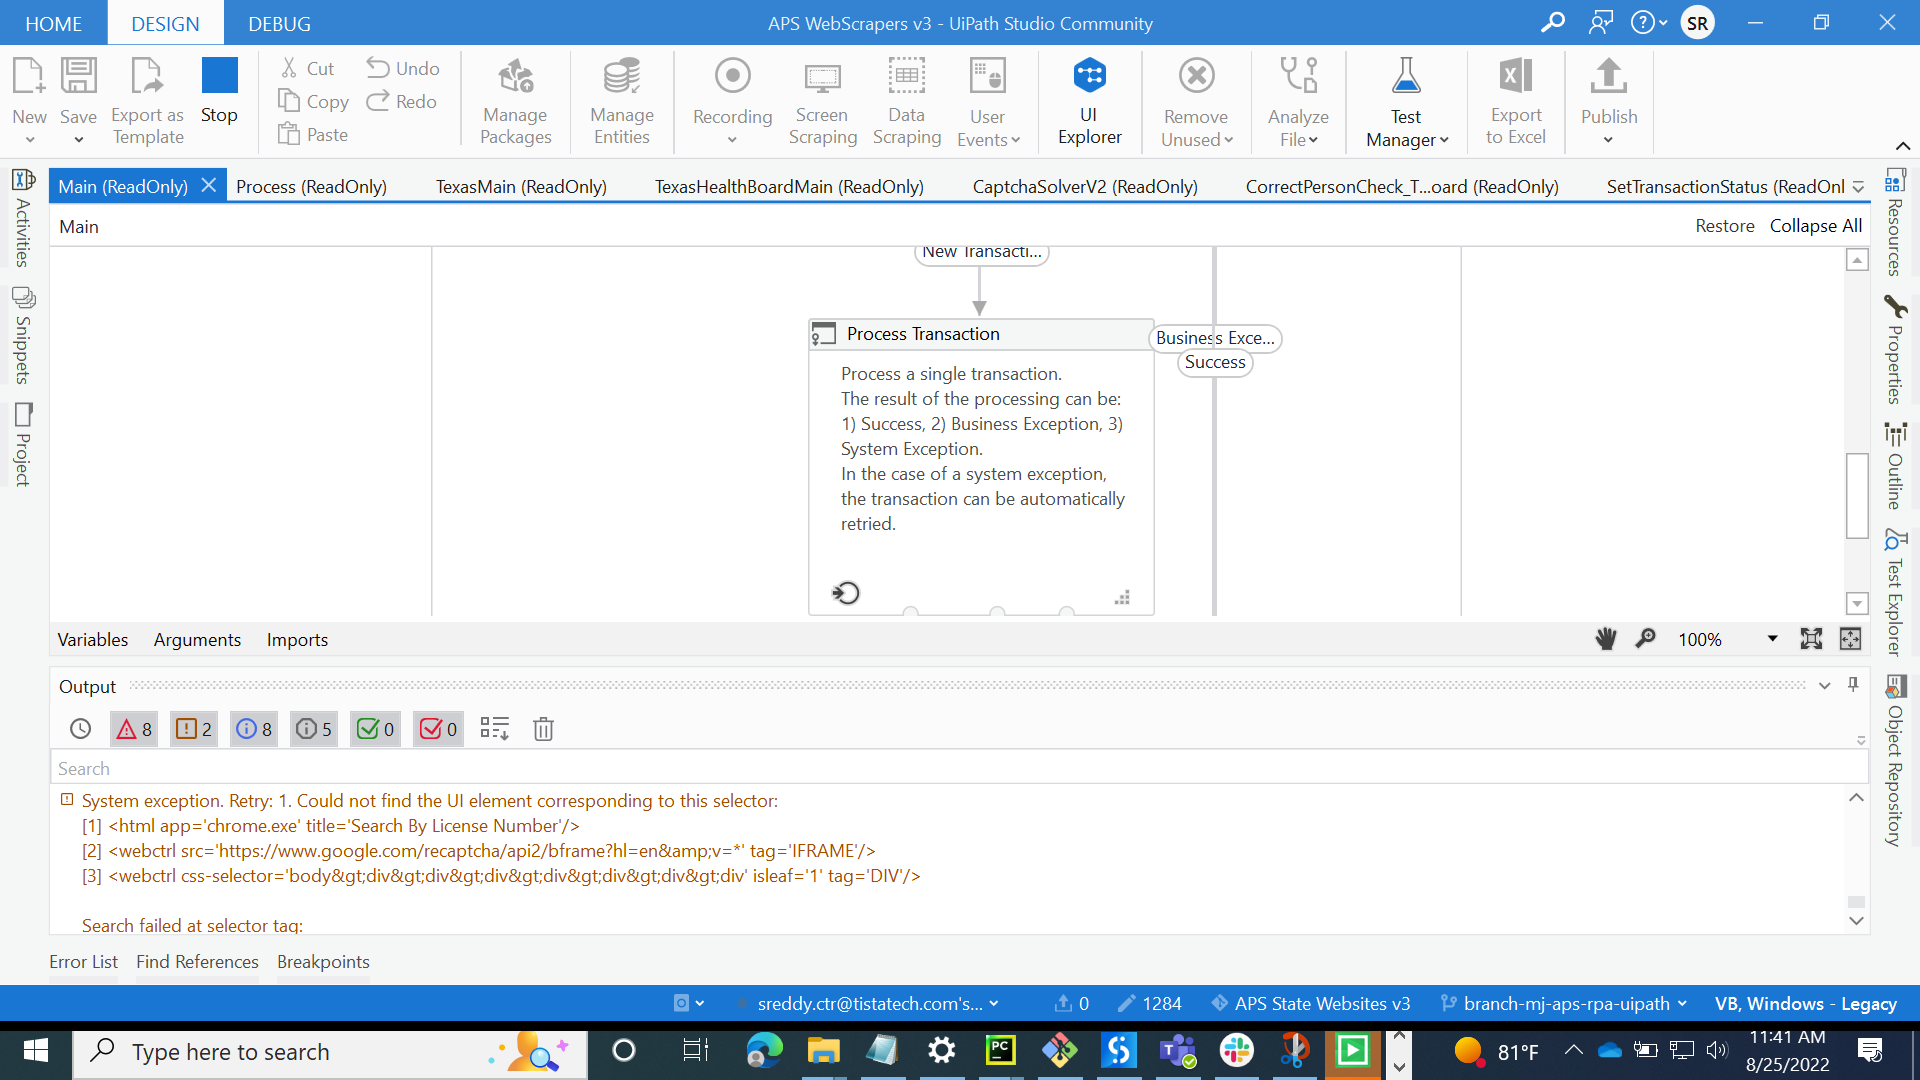 HOME
DESIGN
DEBUG
APS WebScrapers v3 - UiPath Studio Community
SR
New
Save
Export as Template
Stop
Cut
Copy
Paste
Undo
Redo
Manage Packages
Manage Entities
Recording
Screen Scraping
Data Scraping
User Events
UI Explorer
Remove Unused
Analyze File
Test Manager
Export to Excel
Publish
Main (ReadOnly)
Process (ReadOnly)
TexasMain (ReadOnly)
TexasHealthBoardMain (ReadOnly)
CaptchaSolverV2 (ReadOnly)
CorrectPersonCheck_T...oard (ReadOnly)
SetTransactionStatus (ReadOnl
Activities
Snippets
Project
Main
Restore
Collapse All
New Transacti...
Process Transaction
Business Exce...
Success
Process a single transaction.
The result of the processing can be:
1) Success, 2) Business Exception, 3)
System Exception.
In the case of a system exception,
the transaction can be automatically
retried.
Resources
Properties
Outline
Test Explorer
Object Repository
Variables
Arguments
Imports
100%
Output
8
2
8
5
0
0
Search
System exception. Retry: 1. Could not find the UI element corresponding to this selector:
[1] <html app='chrome.exe' title='Search By License Number'/>
[2] <webctrl src='https://www.google.com/recaptcha/api2/bframe?hl=en&amp;v=*' tag='IFRAME'/>
[3] <webctrl css-selector='body&gt;div&gt;div&gt;div&gt;div&gt;div&gt;div&gt;div' isleaf='1' tag='DIV'/>
Search failed at selector tag:
Error List
Find References
Breakpoints
sreddy.ctr@tistatech.com's...
0
1284
APS State Websites v3
branch-mj-aps-rpa-uipath
VB, Windows - Legacy
Type here to search
PC
81°F
11:41 AM
8/25/2022